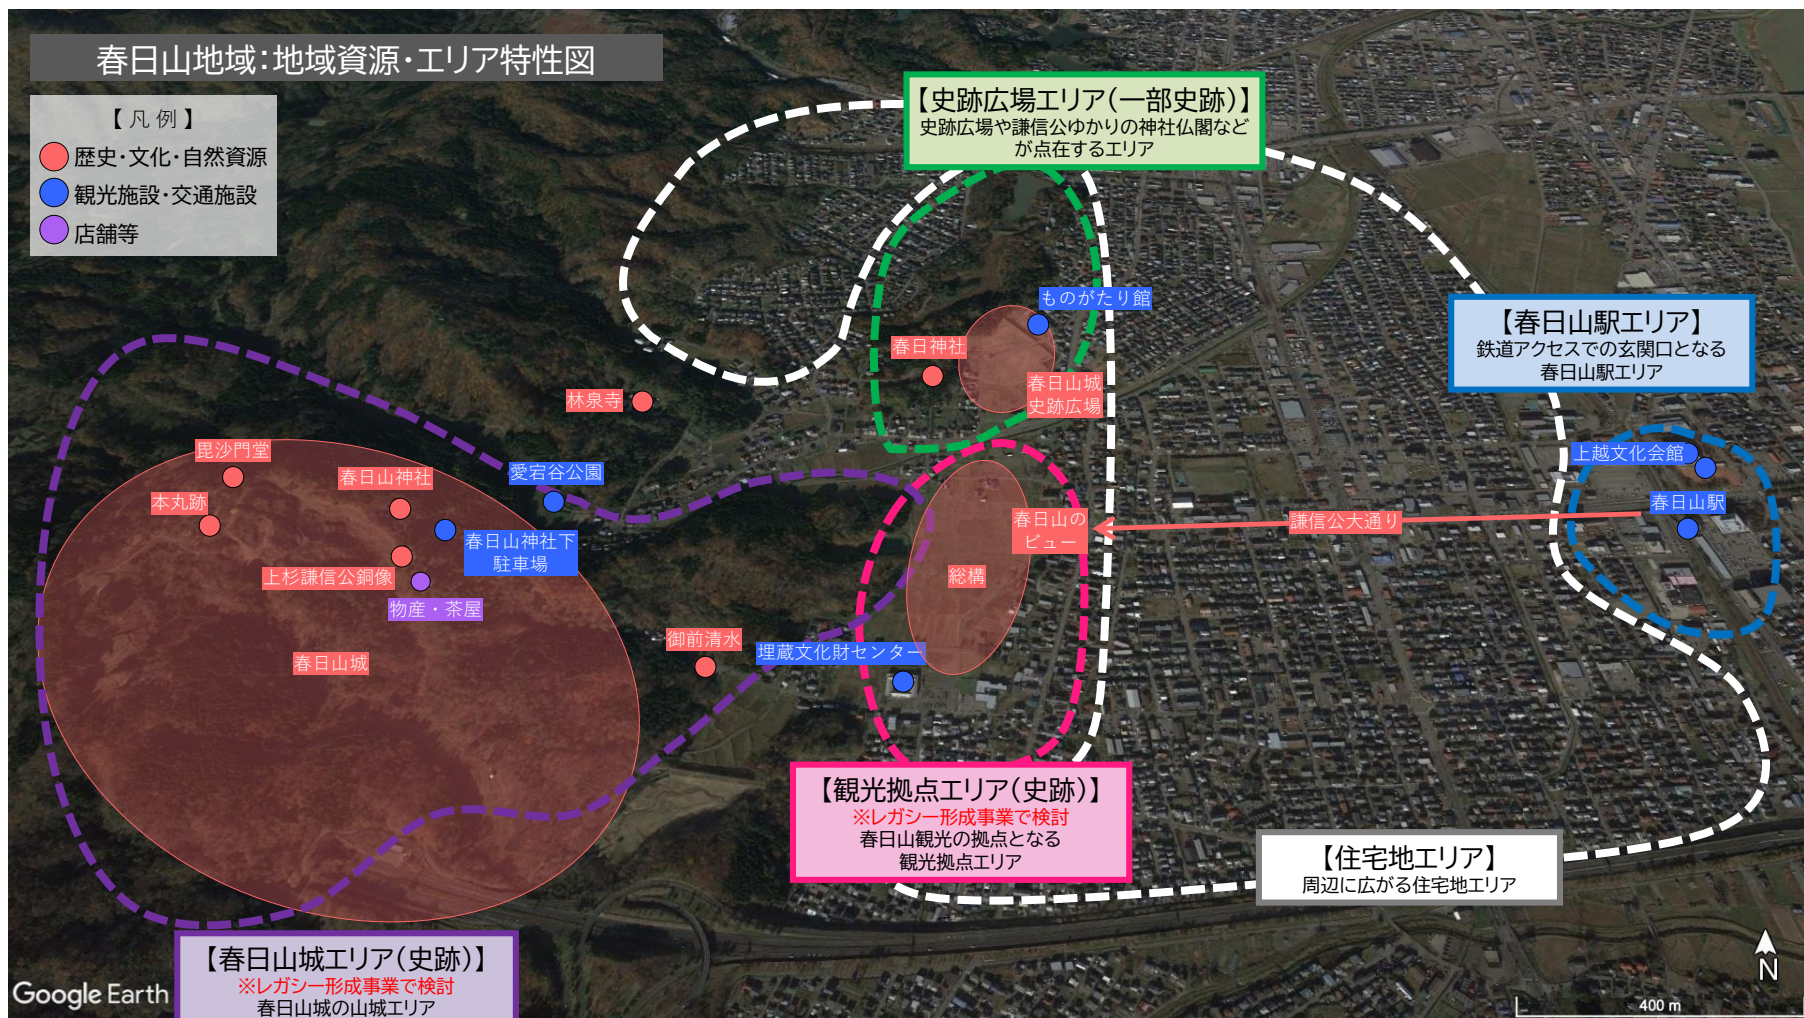 春日山地域：地域資源・エリア特性図
【 凡 例 】
歴史・文化・自然資源
観光施設・交通施設
店舗等
【史跡広場エリア（一部史跡）】
史跡広場や謙信公ゆかりの神社仏閣など
が点在するエリア
【春日山駅エリア】
鉄道アクセスでの玄関口となる
春日山駅エリア
ものがたり館
春日神社
春日山城
史跡広場
林泉寺
毘沙門堂
本丸跡
春日山神社
愛宕谷公園
春日山神社下
駐車場
上杉謙信公銅像
物産・茶屋
春日山城
御前清水
埋蔵文化財センター
春日山の
ビュー
総構
謙信公大通り
上越文化会館
春日山駅
【観光拠点エリア（史跡）】
※レガシー形成事業で検討
春日山観光の拠点となる
観光拠点エリア
【住宅地エリア】
周辺に広がる住宅地エリア
【春日山城エリア（史跡）】
※レガシー形成事業で検討
春日山城の山城エリア
Google Earth
N
400 m